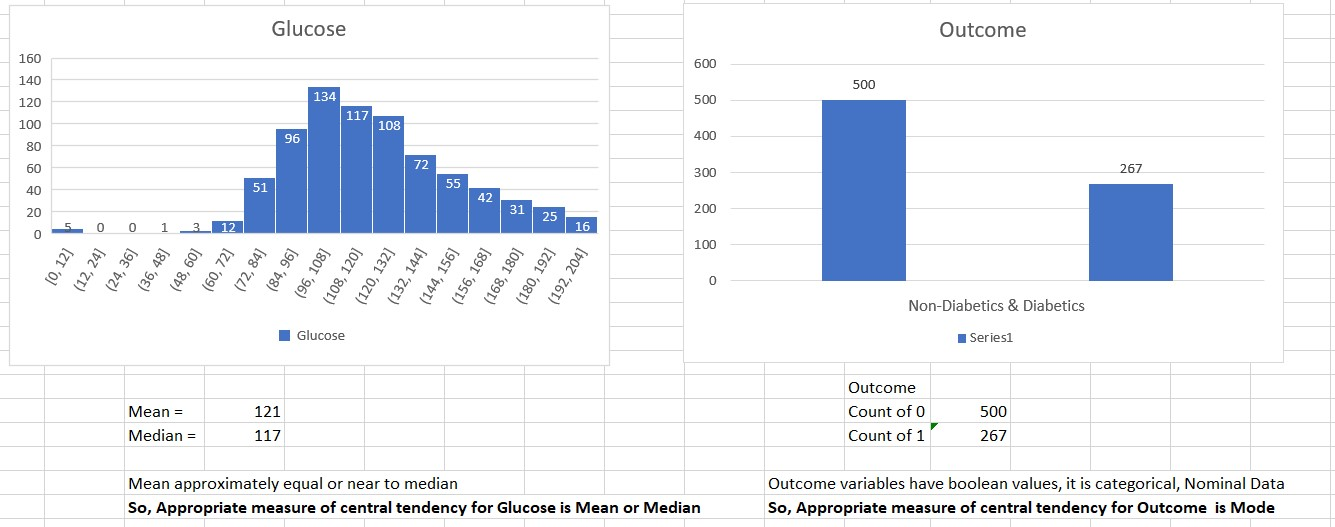 Glucose
160
140
120
100
80
60
40
20
0
5 0 0 1 3 12 51 96 134 117 108 72 55 42 31 25 16
[0, 12] (12, 24] (24, 36] (36, 48] (48, 60] (60, 72] (72, 84] (84, 96] (96, 108] (108, 120] (120, 132] (132, 144] (144, 156] (156, 168] (168, 180] (180, 192] (192, 204]
Glucose
Outcome
600
500
400
300
200
100
0
500 267
Non-Diabetics & Diabetics
Series1
Mean = 121
Median = 117
Mean approximately equal or near to median
So, Appropriate measure of central tendency for Glucose is Mean or Median
Outcome
Count of 0 500
Count of 1 267
Outcome variables have boolean values, it is categorical, Nominal Data
So, Appropriate measure of central tendency for Outcome is Mode